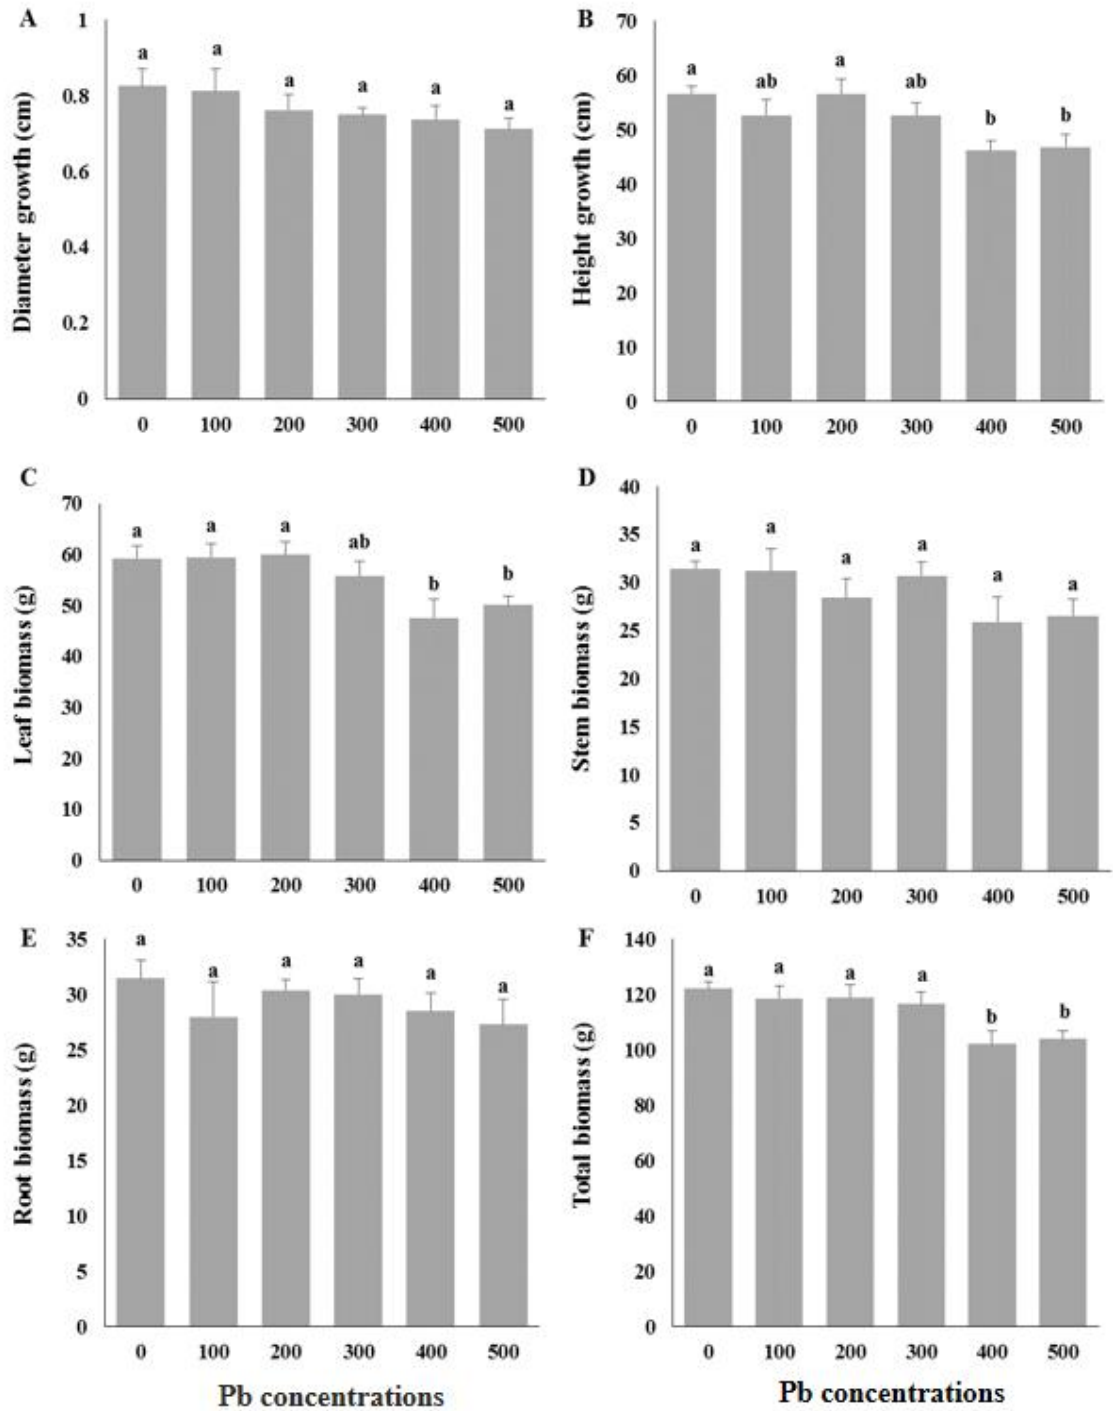 A
Diameter growth (cm)
1
0.8
0.6
0.4
0.2
0
a a a a a a
0 100 200 300 400 500
B
Height growth (cm)
70
60
50
40
30
20
10
0
a ab a ab b b
0 100 200 300 400 500
C
Leaf biomass (g)
70
60
50
40
30
20
10
0
a a a ab b b
0 100 200 300 400 500
D
Stem biomass (g)
40
35
30
25
20
15
10
5
0
a a a a a a
0 100 200 300 400 500
E
Root biomass (g)
35
30
25
20
15
10
5
0
a a a a a a
0 100 200 300 400 500
Pb concentrations
F
Total biomass (g)
140
120
100
80
60
40
20
0
a a a a b b
0 100 200 300 400 500
Pb concentrations